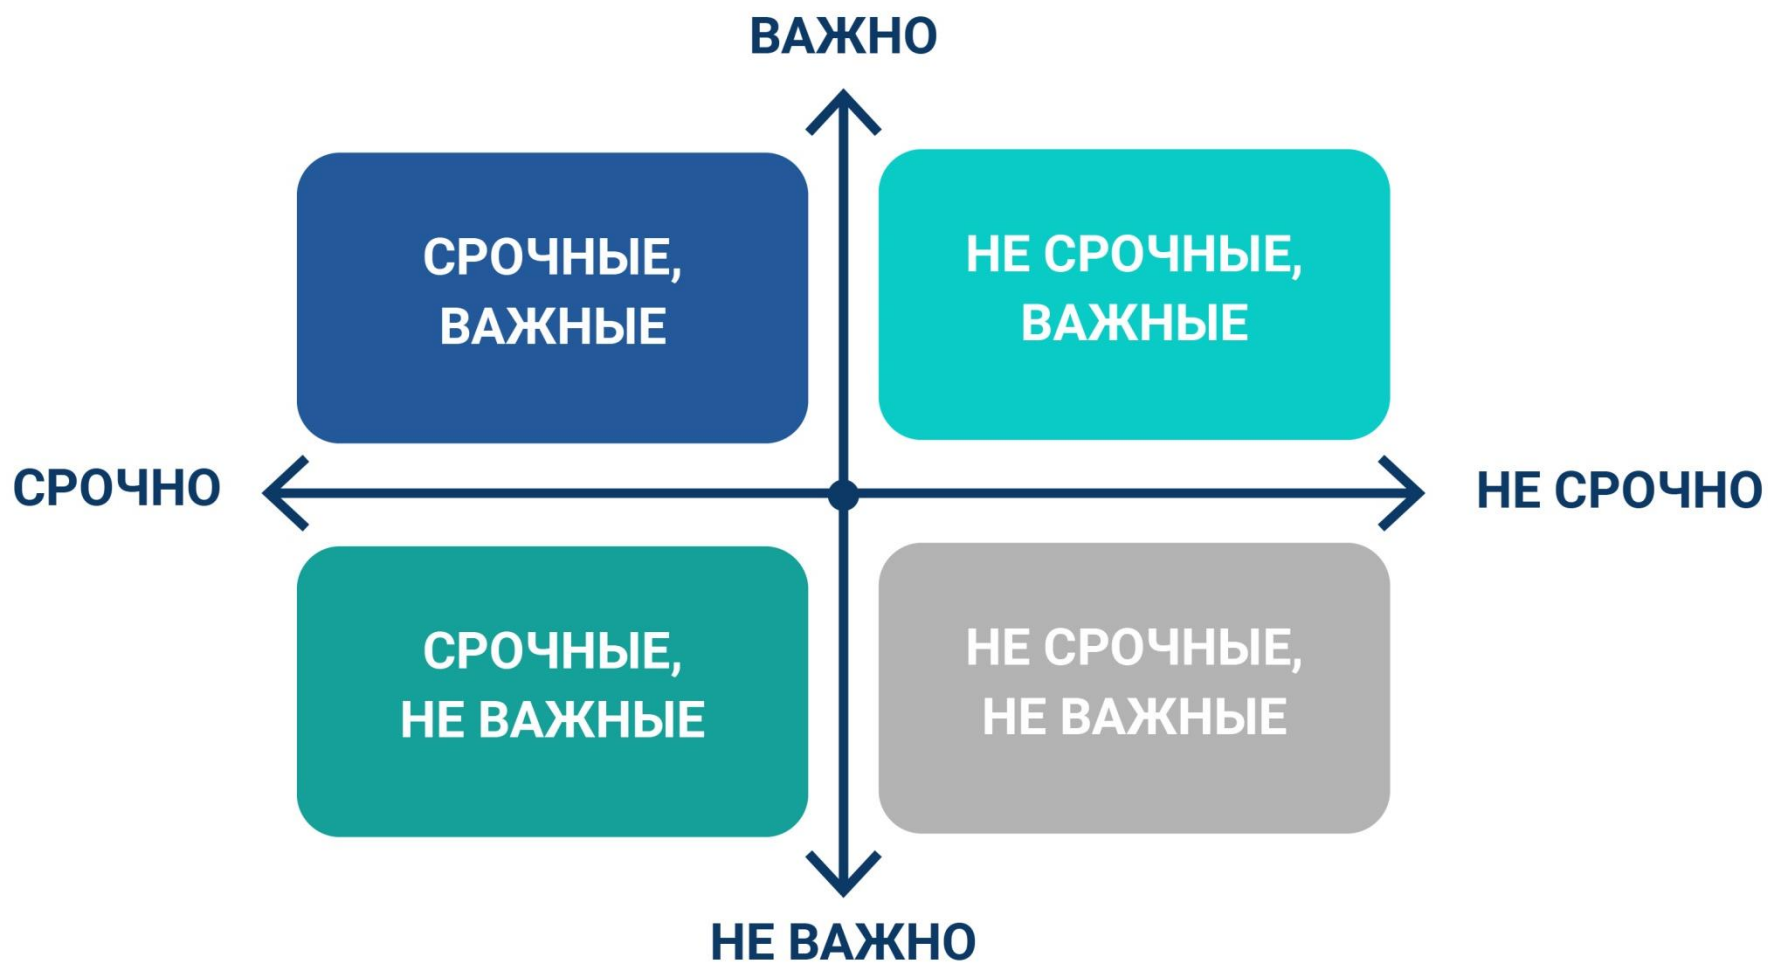 ВАЖНО
СРОЧНЫЕ,
ВАЖНЫЕ
НЕ СРОЧНЫЕ,
ВАЖНЫЕ
СРОЧНО
НЕ СРОЧНО
СРОЧНЫЕ,
НЕ ВАЖНЫЕ
НЕ СРОЧНЫЕ,
НЕ ВАЖНЫЕ
НЕ ВАЖНО